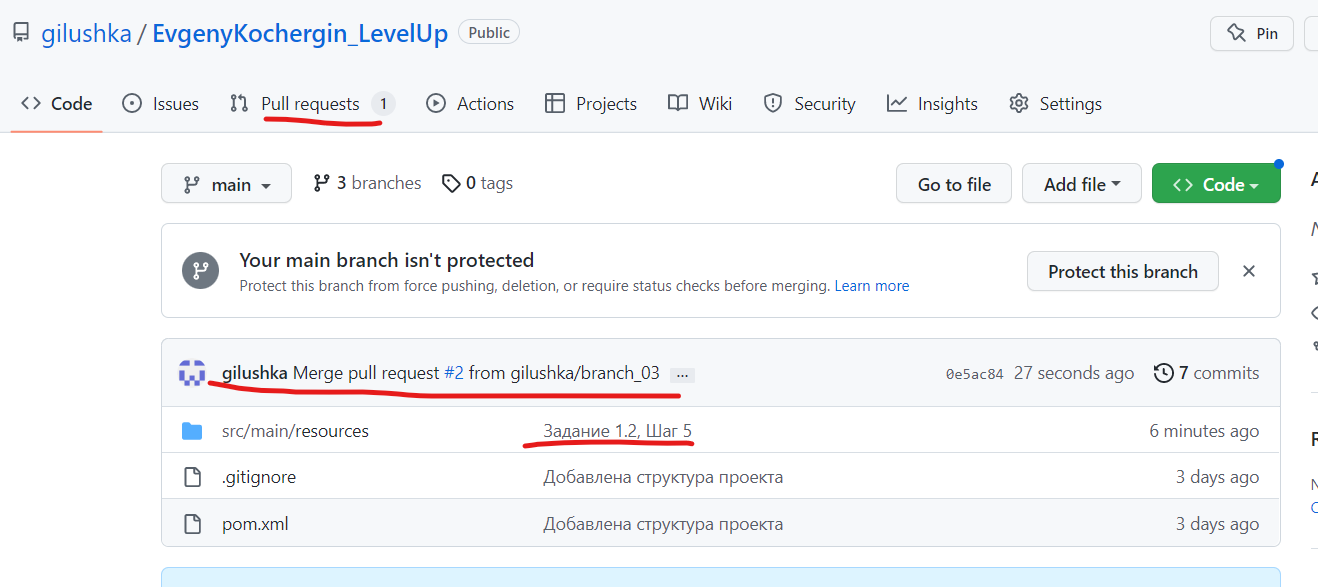 gilushka / EvgenyKochergin_LevelUp Public Pin
Code Issues Pull requests 1 Actions Projects Wiki Security Insights Settings
main 3 branches 0 tags Go to file Add file Code
Your main branch isn't protected
Protect this branch from force pushing, deletion, or require status checks before merging. Learn more
Protect this branch
gilushka Merge pull request #2 from gilushka/branch_03 ... 0e5ac84 27 seconds ago 7 commits
src/main/resources Задание 1.2, Шаг 5 6 minutes ago
.gitignore Добавлена структура проекта 3 days ago
pom.xml Добавлена структура проекта 3 days ago